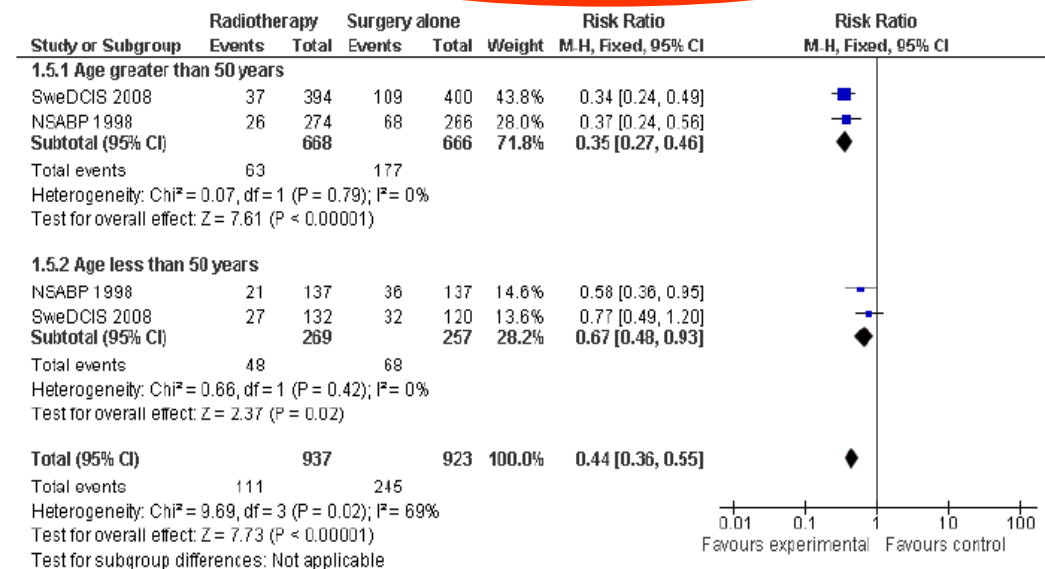 Radiotherapy Surgery alone Risk Ratio Risk Ratio
Study or Subgroup Events Total Events Total Weight M-H, Fixed, 95% CI M-H, Fixed, 95% CI
1.5.1 Age greater than 50 years
SweDCIS 2008 37 394 109 400 43.8% 0.34 [0.24, 0.49]
NSABP 1998 26 274 68 266 28.0% 0.37 [0.24, 0.56]
Subtotal (95% CI) 668 666 71.8% 0.35 [0.27, 0.46]
Total events 63 177
Heterogeneity: Chi² = 0.07, df = 1 (P = 0.79); I² = 0%
Test for overall effect: Z = 7.61 (P < 0.00001)
1.5.2 Age less than 50 years
NSABP 1998 21 137 36 137 14.6% 0.58 [0.36, 0.95]
SweDCIS 2008 27 132 32 120 13.6% 0.77 [0.49, 1.20]
Subtotal (95% CI) 269 257 28.2% 0.67 [0.48, 0.93]
Total events 48 68
Heterogeneity: Chi² = 0.66, df = 1 (P = 0.42); I² = 0%
Test for overall effect: Z = 2.37 (P = 0.02)
Total (95% CI) 937 923 100.0% 0.44 [0.36, 0.55]
Total events 111 245
Heterogeneity: Chi² = 9.69, df = 3 (P = 0.02); I² = 69%
Test for overall effect: Z = 7.73 (P < 0.00001)
Test for subgroup differences: Not applicable
0.01 0.1 1 10 100
Favours experimental Favours control